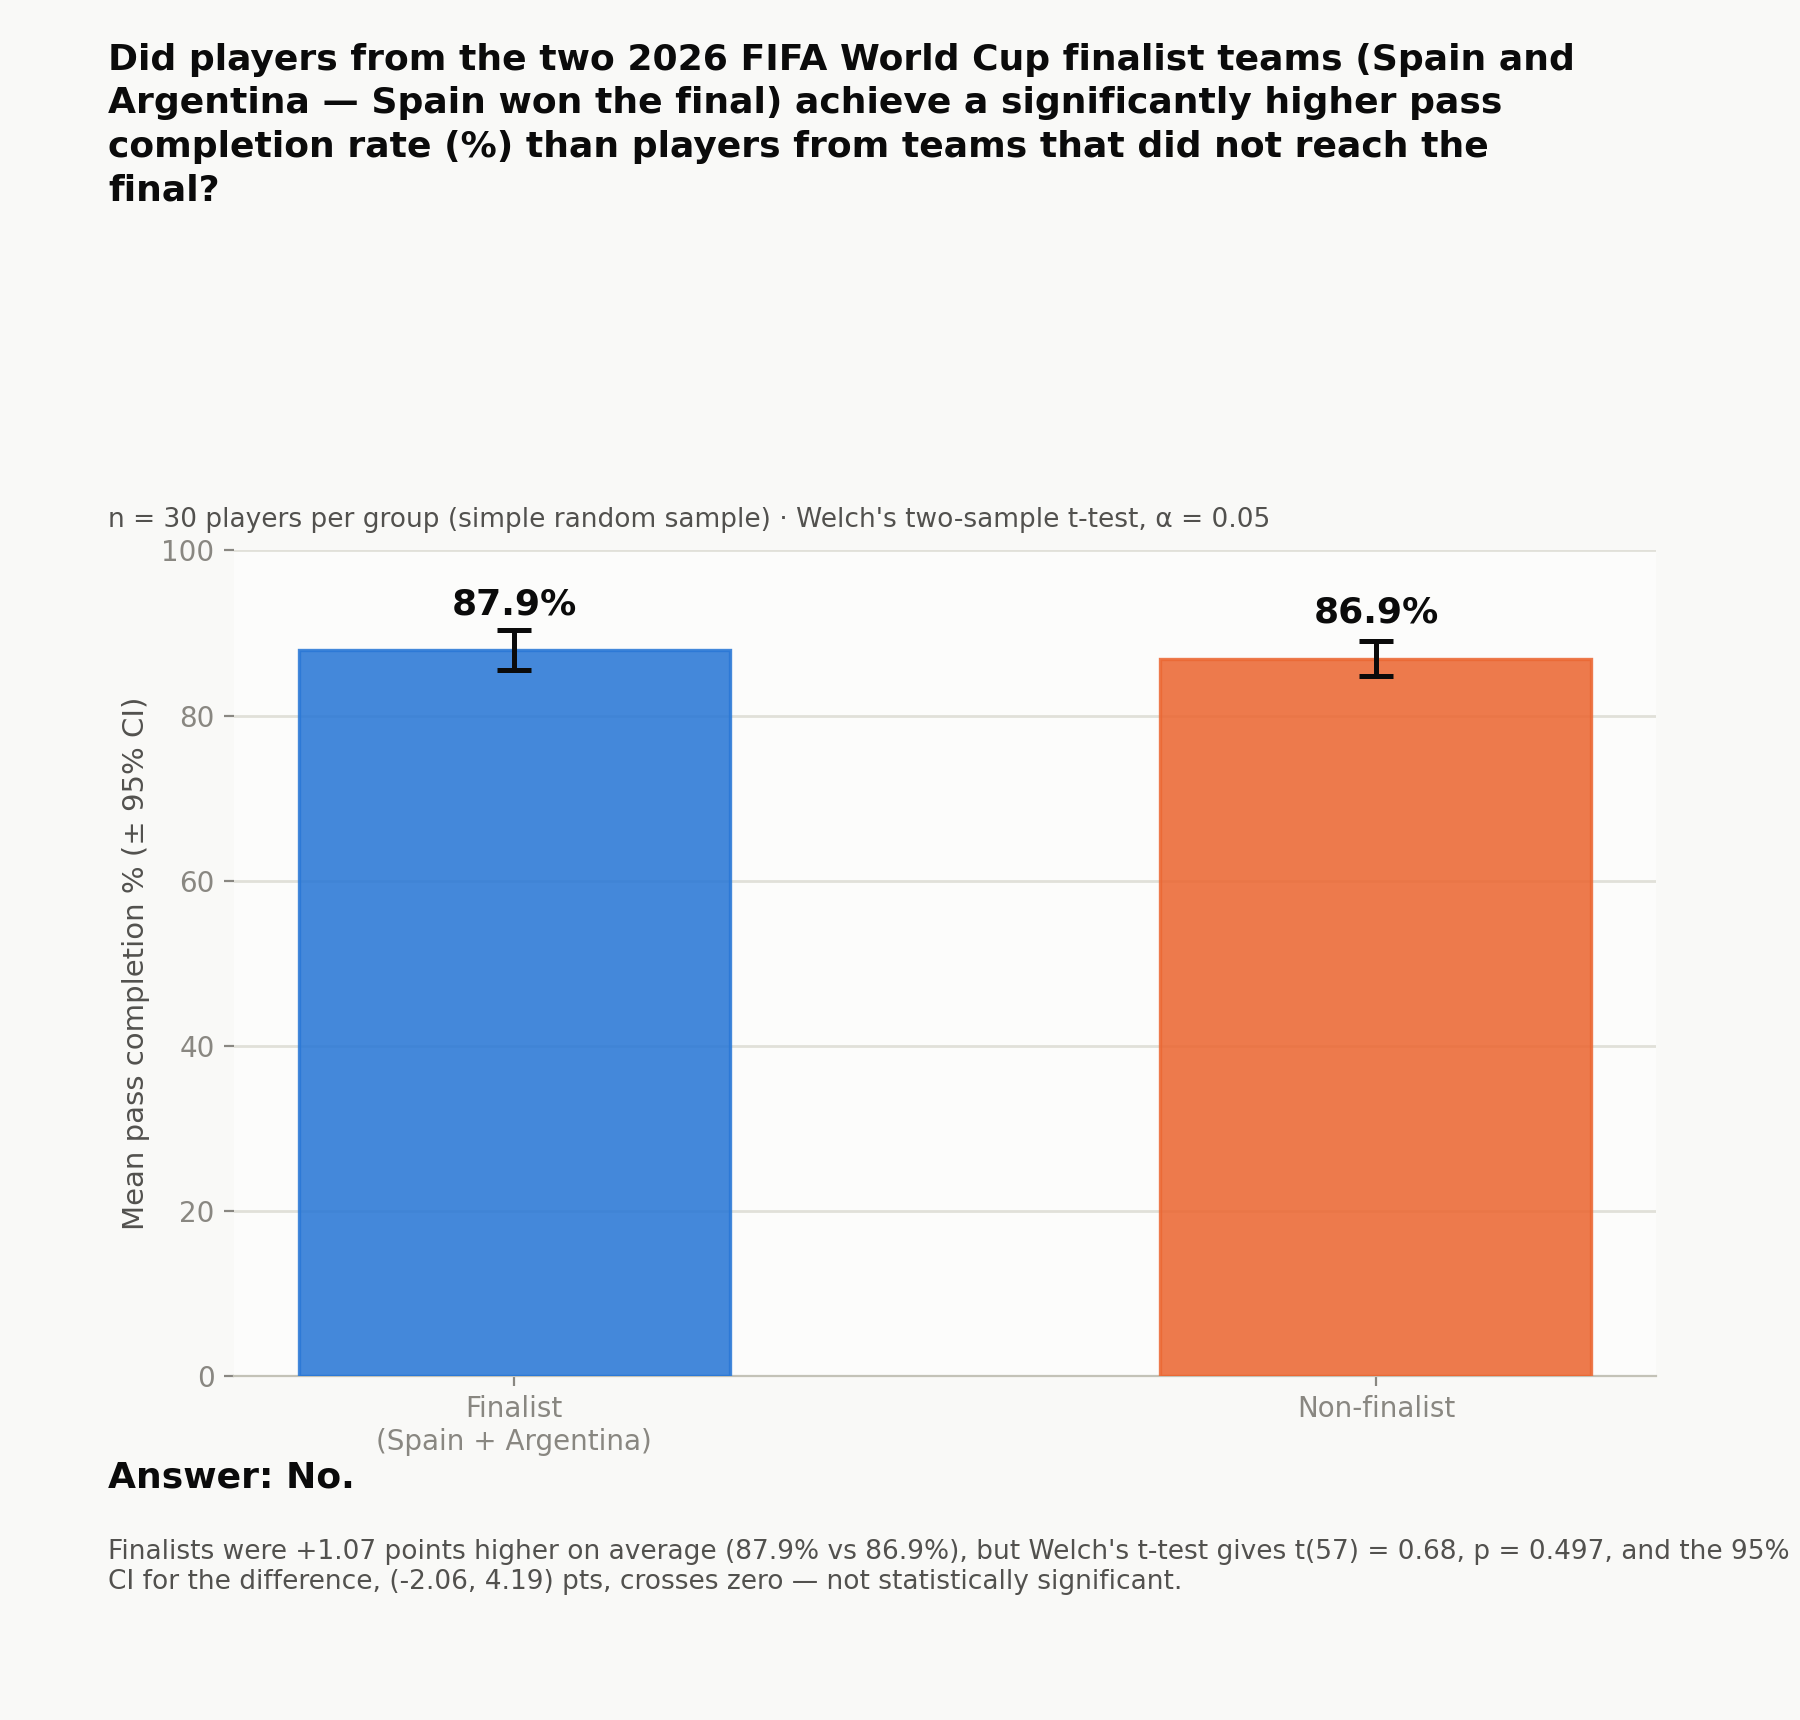 Did players from the two 2026 FIFA World Cup finalist teams (Spain and
Argentina — Spain won the final) achieve a significantly higher pass
completion rate (%) than players from teams that did not reach the
final?
n = 30 players per group (simple random sample) · Welch's two-sample t-test, α = 0.05
100
80
60
40
20
0
Mean pass completion % (± 95% CI)
87.9%
86.9%
Finalist
(Spain + Argentina)
Non-finalist
Answer: No.
Finalists were +1.07 points higher on average (87.9% vs 86.9%), but Welch's t-test gives t(57) = 0.68, p = 0.497, and the 95%
CI for the difference, (-2.06, 4.19) pts, crosses zero — not statistically significant.